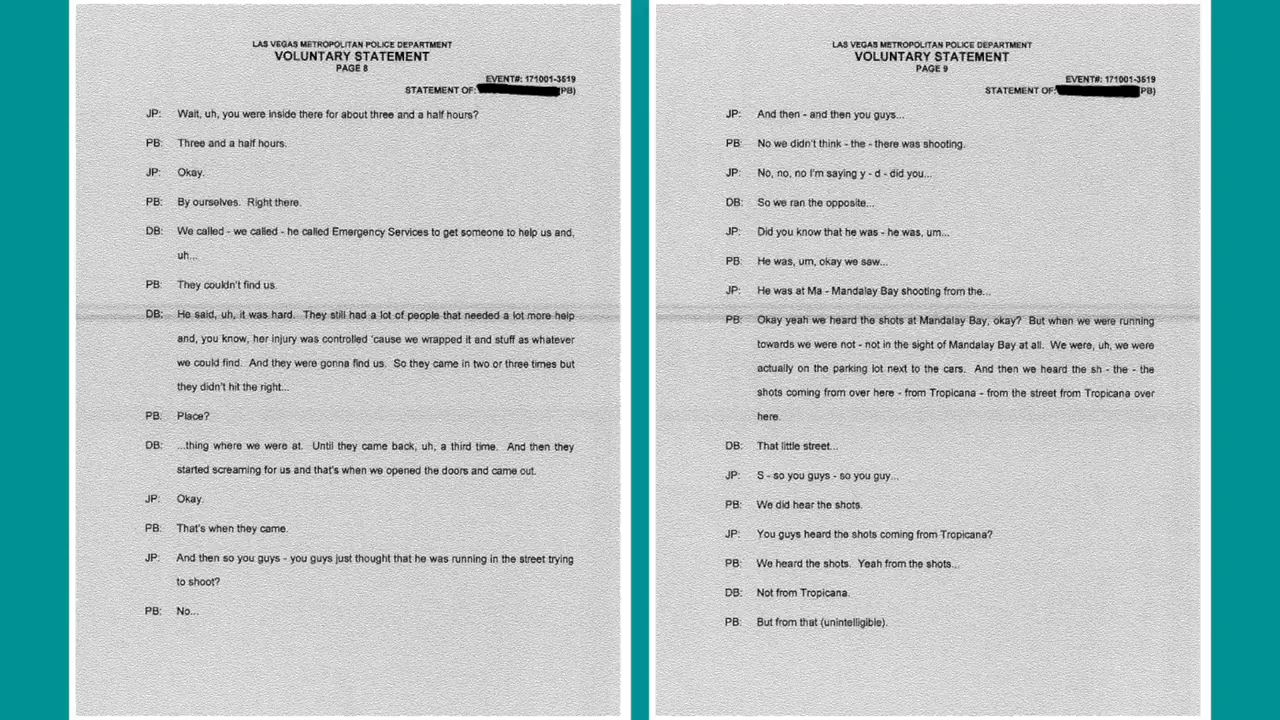 LAS VEGAS METROPOLITAN POLICE DEPARTMENT
VOLUNTARY STATEMENT
PAGE 8
EVENT#: 171001-3519
STATEMENT OF: (PB)
JP: Wait, uh, you were inside there for about three and a half hours?
PB: Three and a half hours.
JP: Okay.
PB: By ourselves. Right there.
DB: We called - we called - he called Emergency Services to get someone to help us and,
uh...
PB: They couldn't find us.
DB: He said, uh, it was hard. They still had a lot of people that needed a lot more help
and, you know, her injury was controlled 'cause we wrapped it and stuff as whatever
we could find. And they were gonna find us. So they came in two or three times but
they didn't hit the right...
PB: Place?
DB: ...thing where we were at. Until they came back, uh, a third time. And then they
started screaming for us and that's when we opened the doors and came out.
JP: Okay.
PB: That's when they came.
JP: And then so you guys - you guys just thought that he was running in the street trying
to shoot?
PB: No...
LAS VEGAS METROPOLITAN POLICE DEPARTMENT
VOLUNTARY STATEMENT
PAGE 9
EVENT#: 171001-3519
STATEMENT OF: PB)
JP: And then - and then you guys...
PB: No we didn't think - the - there was shooting.
JP: No, no, no I'm saying y - d - did you...
DB: So we ran the opposite...
JP: Did you know that he was - he was, um...
PB: He was, um, okay we saw...
JP: He was at Ma - Mandalay Bay shooting from the...
PB: Okay yeah we heard the shots at Mandalay Bay, okay? But when we were running
towards we were not - not in the sight of Mandalay Bay at all. We were, uh, we were
actually on the parking lot next to the cars. And then we heard the sh - the - the
shots coming from over here - from Tropicana - from the street from Tropicana over
here.
DB: That little street...
JP: S - so you guys - so you guy...
PB: We did hear the shots.
JP: You guys heard the shots coming from Tropicana?
PB: We heard the shots. Yeah from the shots...
DB: Not from Tropicana.
PB: But from that (unintelligible).